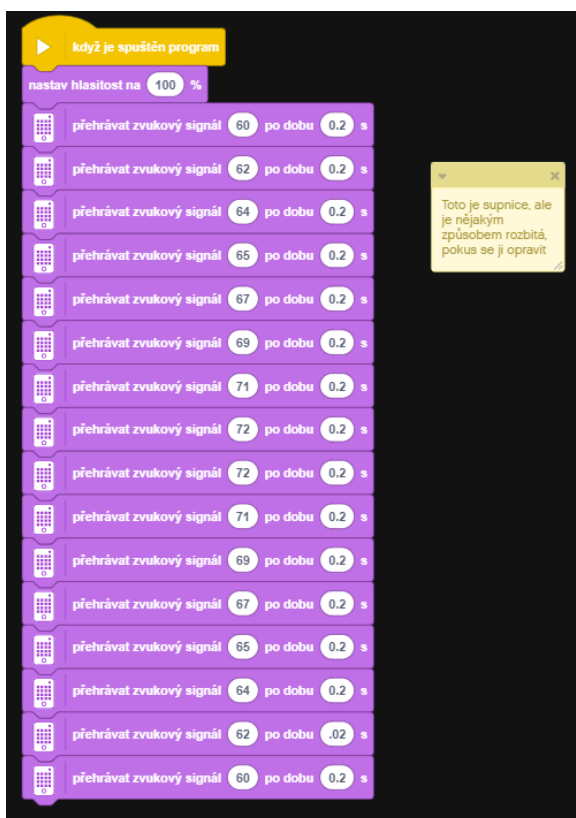 když je spuštěn program
nastav hlasitost na 100 %
přehrávat zvukový signál 60 po dobu 0.2 s
přehrávat zvukový signál 62 po dobu 0.2 s
přehrávat zvukový signál 64 po dobu 0.2 s
přehrávat zvukový signál 65 po dobu 0.2 s
přehrávat zvukový signál 67 po dobu 0.2 s
přehrávat zvukový signál 69 po dobu 0.2 s
přehrávat zvukový signál 71 po dobu 0.2 s
přehrávat zvukový signál 72 po dobu 0.2 s
přehrávat zvukový signál 72 po dobu 0.2 s
přehrávat zvukový signál 71 po dobu 0.2 s
přehrávat zvukový signál 69 po dobu 0.2 s
přehrávat zvukový signál 67 po dobu 0.2 s
přehrávat zvukový signál 65 po dobu 0.2 s
přehrávat zvukový signál 64 po dobu 0.2 s
přehrávat zvukový signál 62 po dobu .02 s
přehrávat zvukový signál 60 po dobu 0.2 s
Toto je supnice, ale
je nějakým
způsobem rozbitá,
pokus se ji opravit